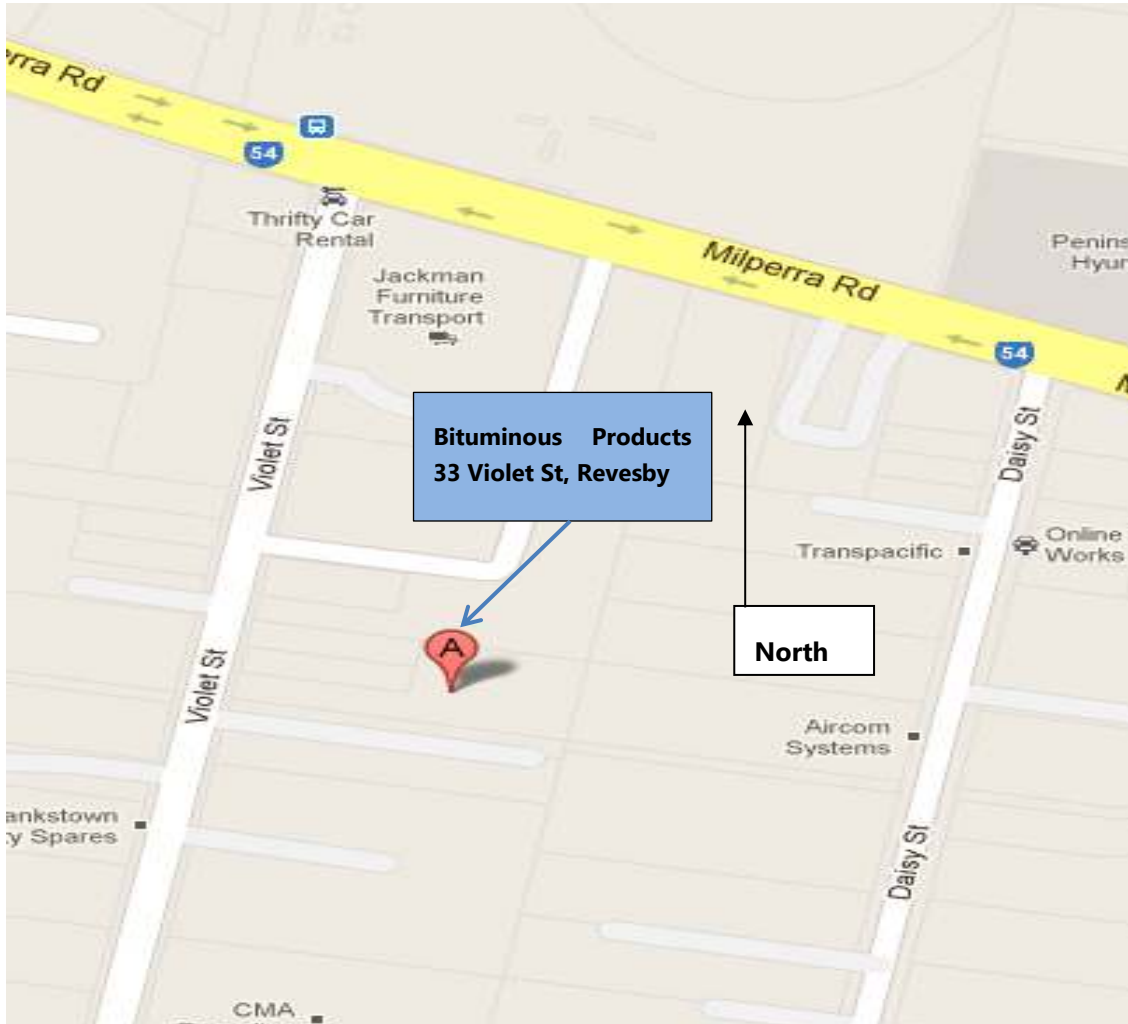 rra Rd
54
Thrifty Car
Rental
Jackman
Furniture
Transport
Milperra Rd
Penins
Hyun
54
M
Violet St
Daisy St
Bituminous Products
33 Violet St, Revesby
Transpacific
Online
Works
A
North
Violet St
Aircom
Systems
ankstown
ry Spares
Daisy St
CMA